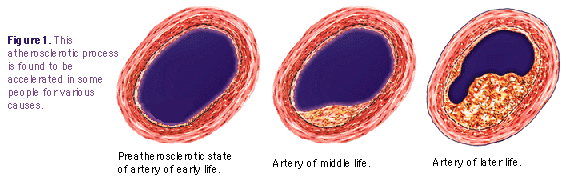 Figure 1. This
atherosclerotic process
is found to be
accelerated in some
people for various
causes.
Preatherosclerotic state
of artery of early life.
Artery of middle life.
Artery of later life.